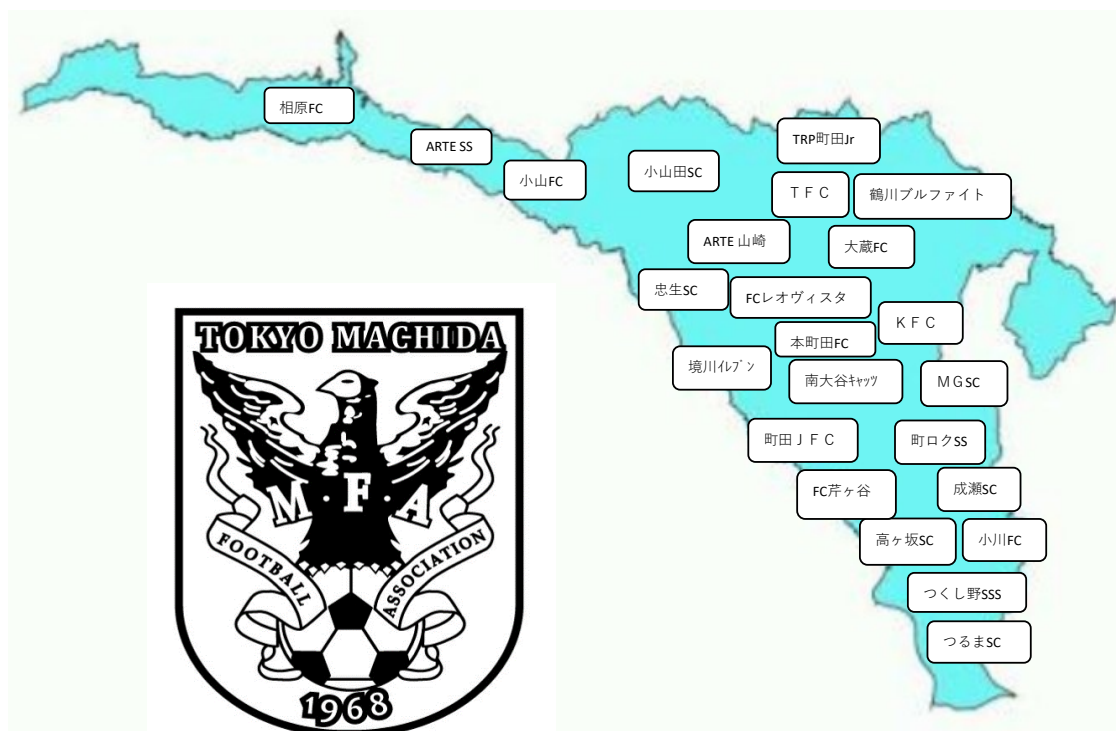 相原FC
ARTE SS
小山FC
小山田SC
TRP町田Jr
ＴＦＣ
鶴川ブルファイト
ARTE 山崎
大蔵FC
忠生SC
FCレオヴィスタ
ＫＦＣ
本町田FC
境川ｲﾚﾌﾞﾝ
南大谷ｷｬｯﾂ
ＭＧSC
町田ＪＦＣ
町ロクSS
FC芹ヶ谷
成瀬SC
高ヶ坂SC
小川FC
つくし野SSS
つるまSC
TOKYO MACHIDA
M・F・A
FOOTBALL
ASSOCIATION
1968